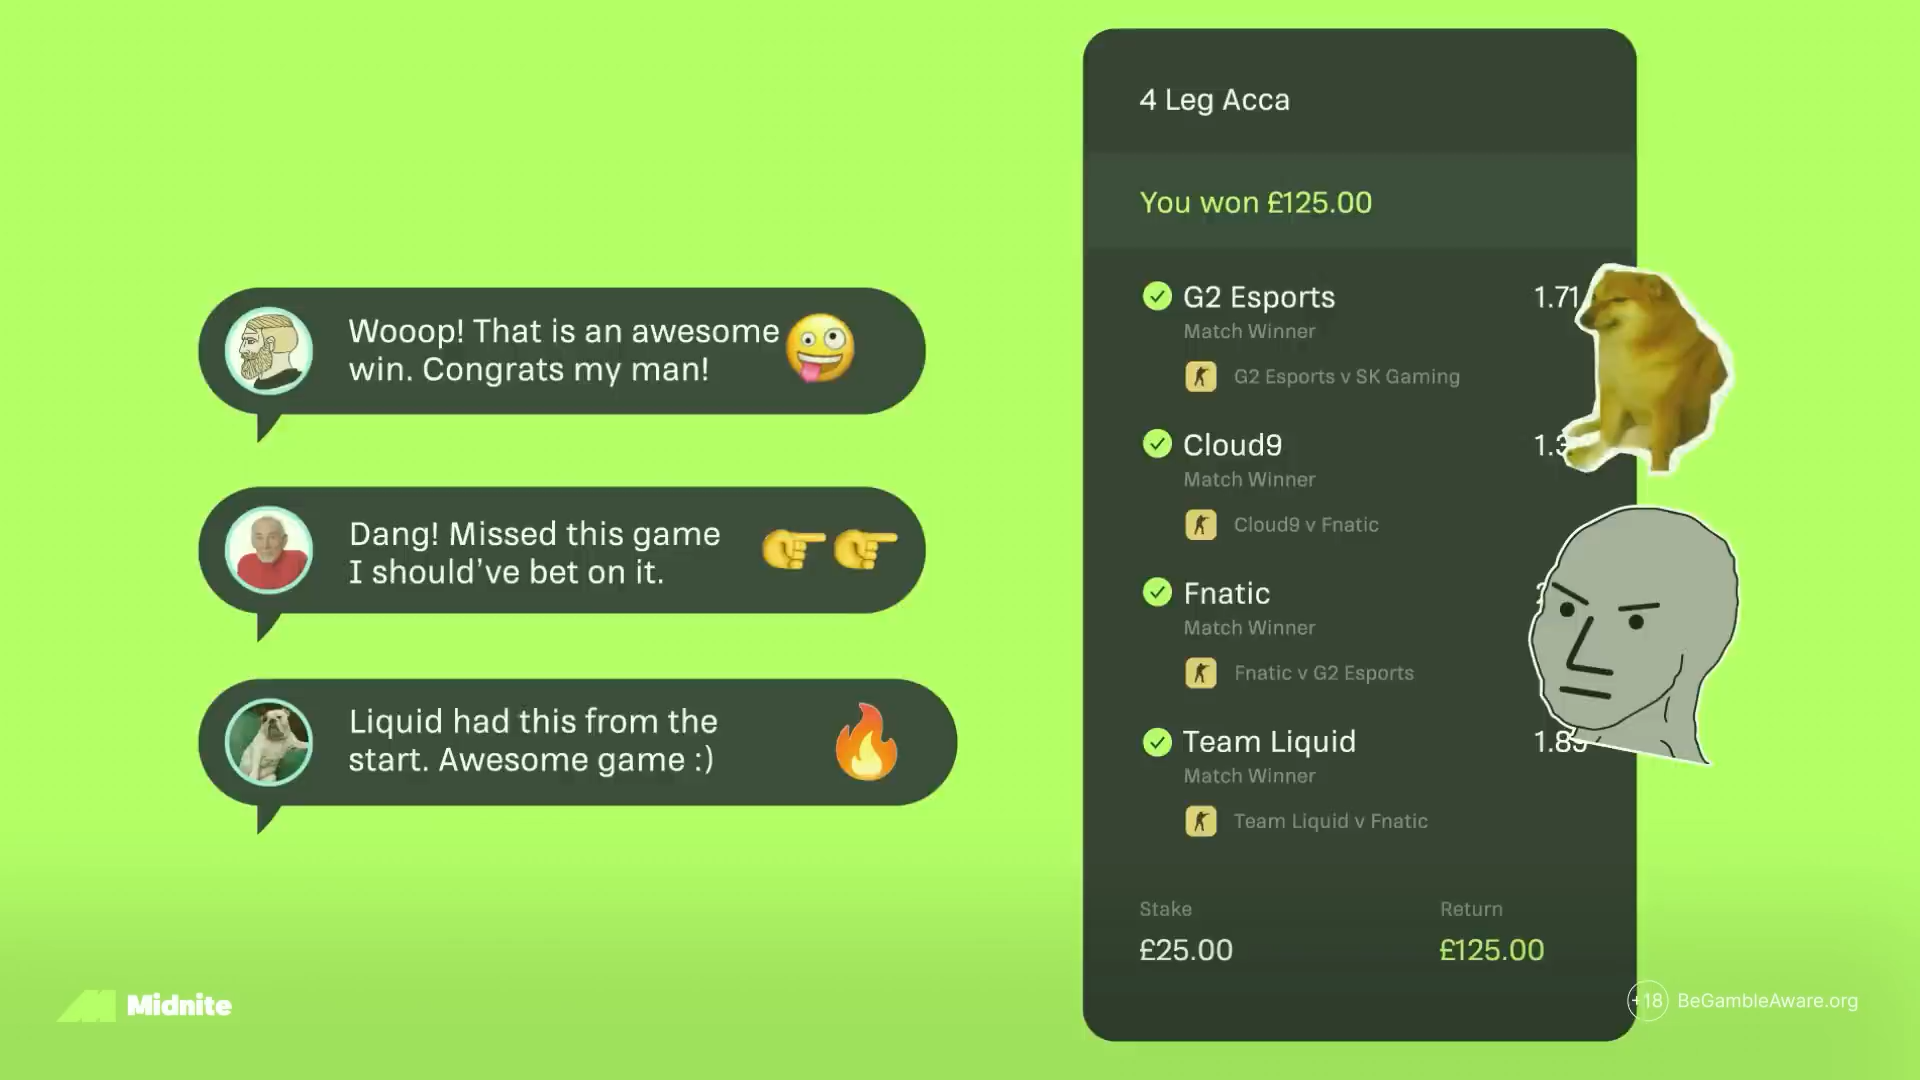 Wooop! That is an awesome
win. Congrats my man!
Dang! Missed this game
I should've bet on it.
Liquid had this from the
start. Awesome game :)
4 Leg Acca
You won £125.00
G2 Esports 1.71
Match Winner
G2 Esports v SK Gaming
Cloud9
Match Winner
Cloud9 v Fnatic
Fnatic
Match Winner
Fnatic v G2 Esports
Team Liquid
Match Winner
Team Liquid v Fnatic
Stake Return
£25.00 £125.00
Midnite
+18 BeGambleAware.org